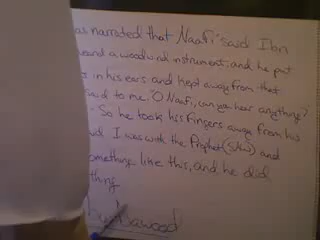 as narrated that Naafi' said Ibn
heard a woodwind instrument, and he put
s in his ears and kept away from that
said to me "O Naafi, can you hear anything?
So he took his fingers away from his
said I was with the Prophet (SAW) and
something like this, and he did
thing
Dawood